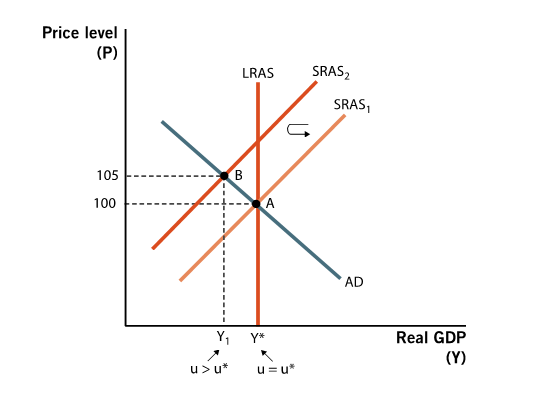 Price level
(P)
LRAS
SRAS2
SRAS1
105
B
100
A
AD
Y1
Y*
Real GDP
(Y)
u > u*
u = u*